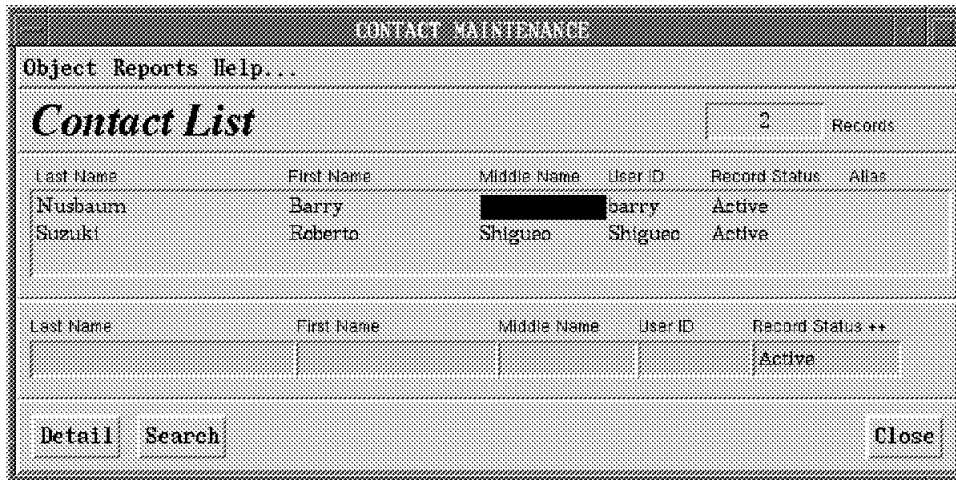 CONTACT MAINTENANCE
Object Reports Help...
Contact List 2 Records
Last Name First Name Middle Name User ID Record Status Alias
Nusbaum Barry barry Active
Suzuki Roberto Shigueo Shigueo Active
Last Name First Name Middle Name User ID Record Status ++
Active
Detail Search Close